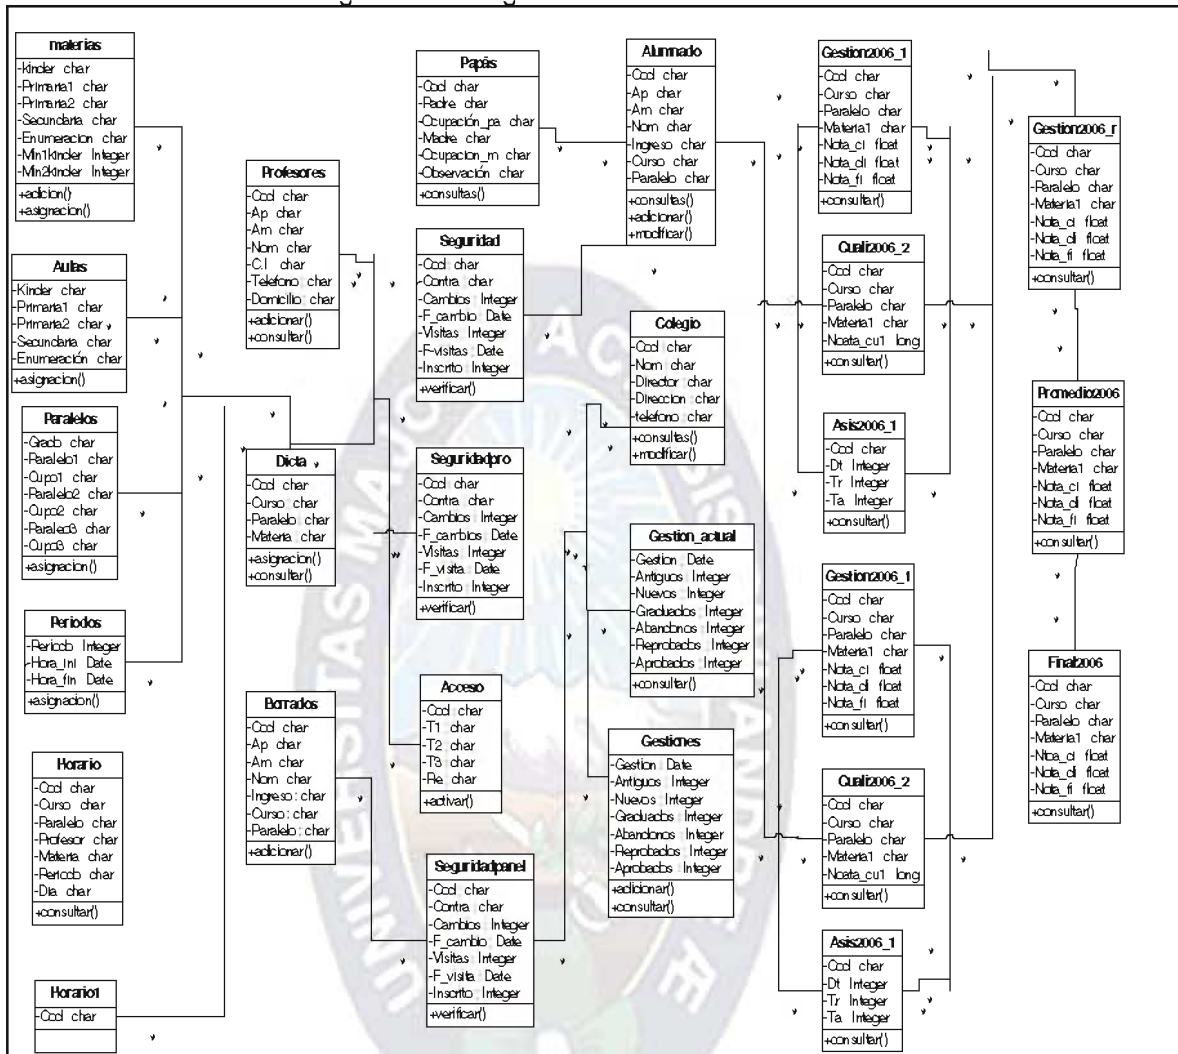 materias
-Kinder char
-Primaria1 char
-Primaria2 char
-Secundaria char
-Enumeracion char
-Min1Kinder Integer
-Min2Kinder Integer
+adicion()
+asignacion()
Aulas
-Kinder char
-Primaria1 char
-Primaria2 char
-Secundaria char
-Enumeración char
+asignacion()
Paralelos
-Grado char
-Paralelo1 char
-Cupo1 char
-Paralelo2 char
-Cupo2 char
-Paraleo3 char
-Cupo3 char
+asignacion()
Periodos
-Periodo Integer
-Hora_ini Date
-Hora_fin Date
+asignacion()
Horario
-Cod char
-Curso char
-Paralelo char
-Profesor char
-Materia char
-Periodo char
-Dia char
+consultar()
Horario1
-Cod char
Profesores
-Cod char
-Ap char
-Am char
-Nom char
-C.I char
-Telefono char
-Domicilio char
+adicionar()
+consultar()
Dicta
-Cod char
-Curso char
-Paralelo char
-Materia char
+asignacion()
+consultar()
Borrados
-Cod char
-Ap char
-Am char
-Nom char
-Ingreso char
-Curso char
-Paralelo char
+adicionar()
Papás
-Cod char
-Padre char
-Ocupación_pa char
-Madre char
-Ocupacion_m char
-Observación char
+consultas()
Seguridad
-Cod char
-Contra char
-Cambios Integer
-F_cambio Date
-Visitas Integer
-F-visitas Date
-Inscrito Integer
+verificar()
Seguridadpro
-Cod char
-Contra char
-Cambios Integer
-F_cambios Date
-Visitas Integer
-F_visita Date
-Inscrito Integer
+verificar()
Acceso
-Cod char
-T1 char
-T2 char
-T3 char
-Re char
+activar()
Seguridadpanel
-Cod char
-Contra char
-Cambios Integer
-F_cambio Date
-Visitas Integer
-F_visita Date
-Inscrito Integer
+verificar()
Alumnado
-Cod char
-Ap char
-Am char
-Nom char
-Ingreso char
-Curso char
-Paralelo char
+consultas()
+adicionar()
+modificar()
Colegio
-Cod char
-Nom char
-Director char
-Direccion char
-telefono char
+consultas()
+modificar()
Gestion_actual
-Gestion Date
-Antiguos Integer
-Nuevos Integer
-Graduados Integer
-Abandonos Integer
-Reprobados Integer
-Aprobados Integer
+consultar()
Gestiones
-Gestion Date
-Antiguos Integer
-Nuevos Integer
-Graduados Integer
-Abandonos Integer
-Reprobados Integer
-Aprobados Integer
+adicionar()
+consultar()
Gestion2006_1
-Cod char
-Curso char
-Paralelo char
-Materia1 char
-Nota_ci float
-Nota_di float
-Nota_fi float
+consultar()
Quali2006_2
-Cod char
-Curso char
-Paralelo char
-Materia1 char
-Noata_cu1 long
+consultar()
Asis2006_1
-Cod char
-Dt Integer
-Tr Integer
-Ta Integer
+consultar()
Gestion2006_1
-Cod char
-Curso char
-Paralelo char
-Materia1 char
-Nota_ci float
-Nota_di float
-Nota_fi float
+consultar()
Quali2006_2
-Cod char
-Curso char
-Paralelo char
-Materia1 char
-Noata_cu1 long
+consultar()
Asis2006_1
-Cod char
-Dt Integer
-Tr Integer
-Ta Integer
+consultar()
Gestion2006_r
-Cod char
-Curso char
-Paralelo char
-Materia1 char
-Nota_ci float
-Nota_di float
-Nota_fi float
+consultar()
Promedio2006
-Cod char
-Curso char
-Paralelo char
-Materia1 char
-Nota_ci float
-Nota_di float
-Nota_fi float
+consultar()
Final2006
-Cod char
-Curso char
-Paralelo char
-Materia1 char
-Ntoa_ci float
-Nota_di float
-Nota_fi float
+consultar()